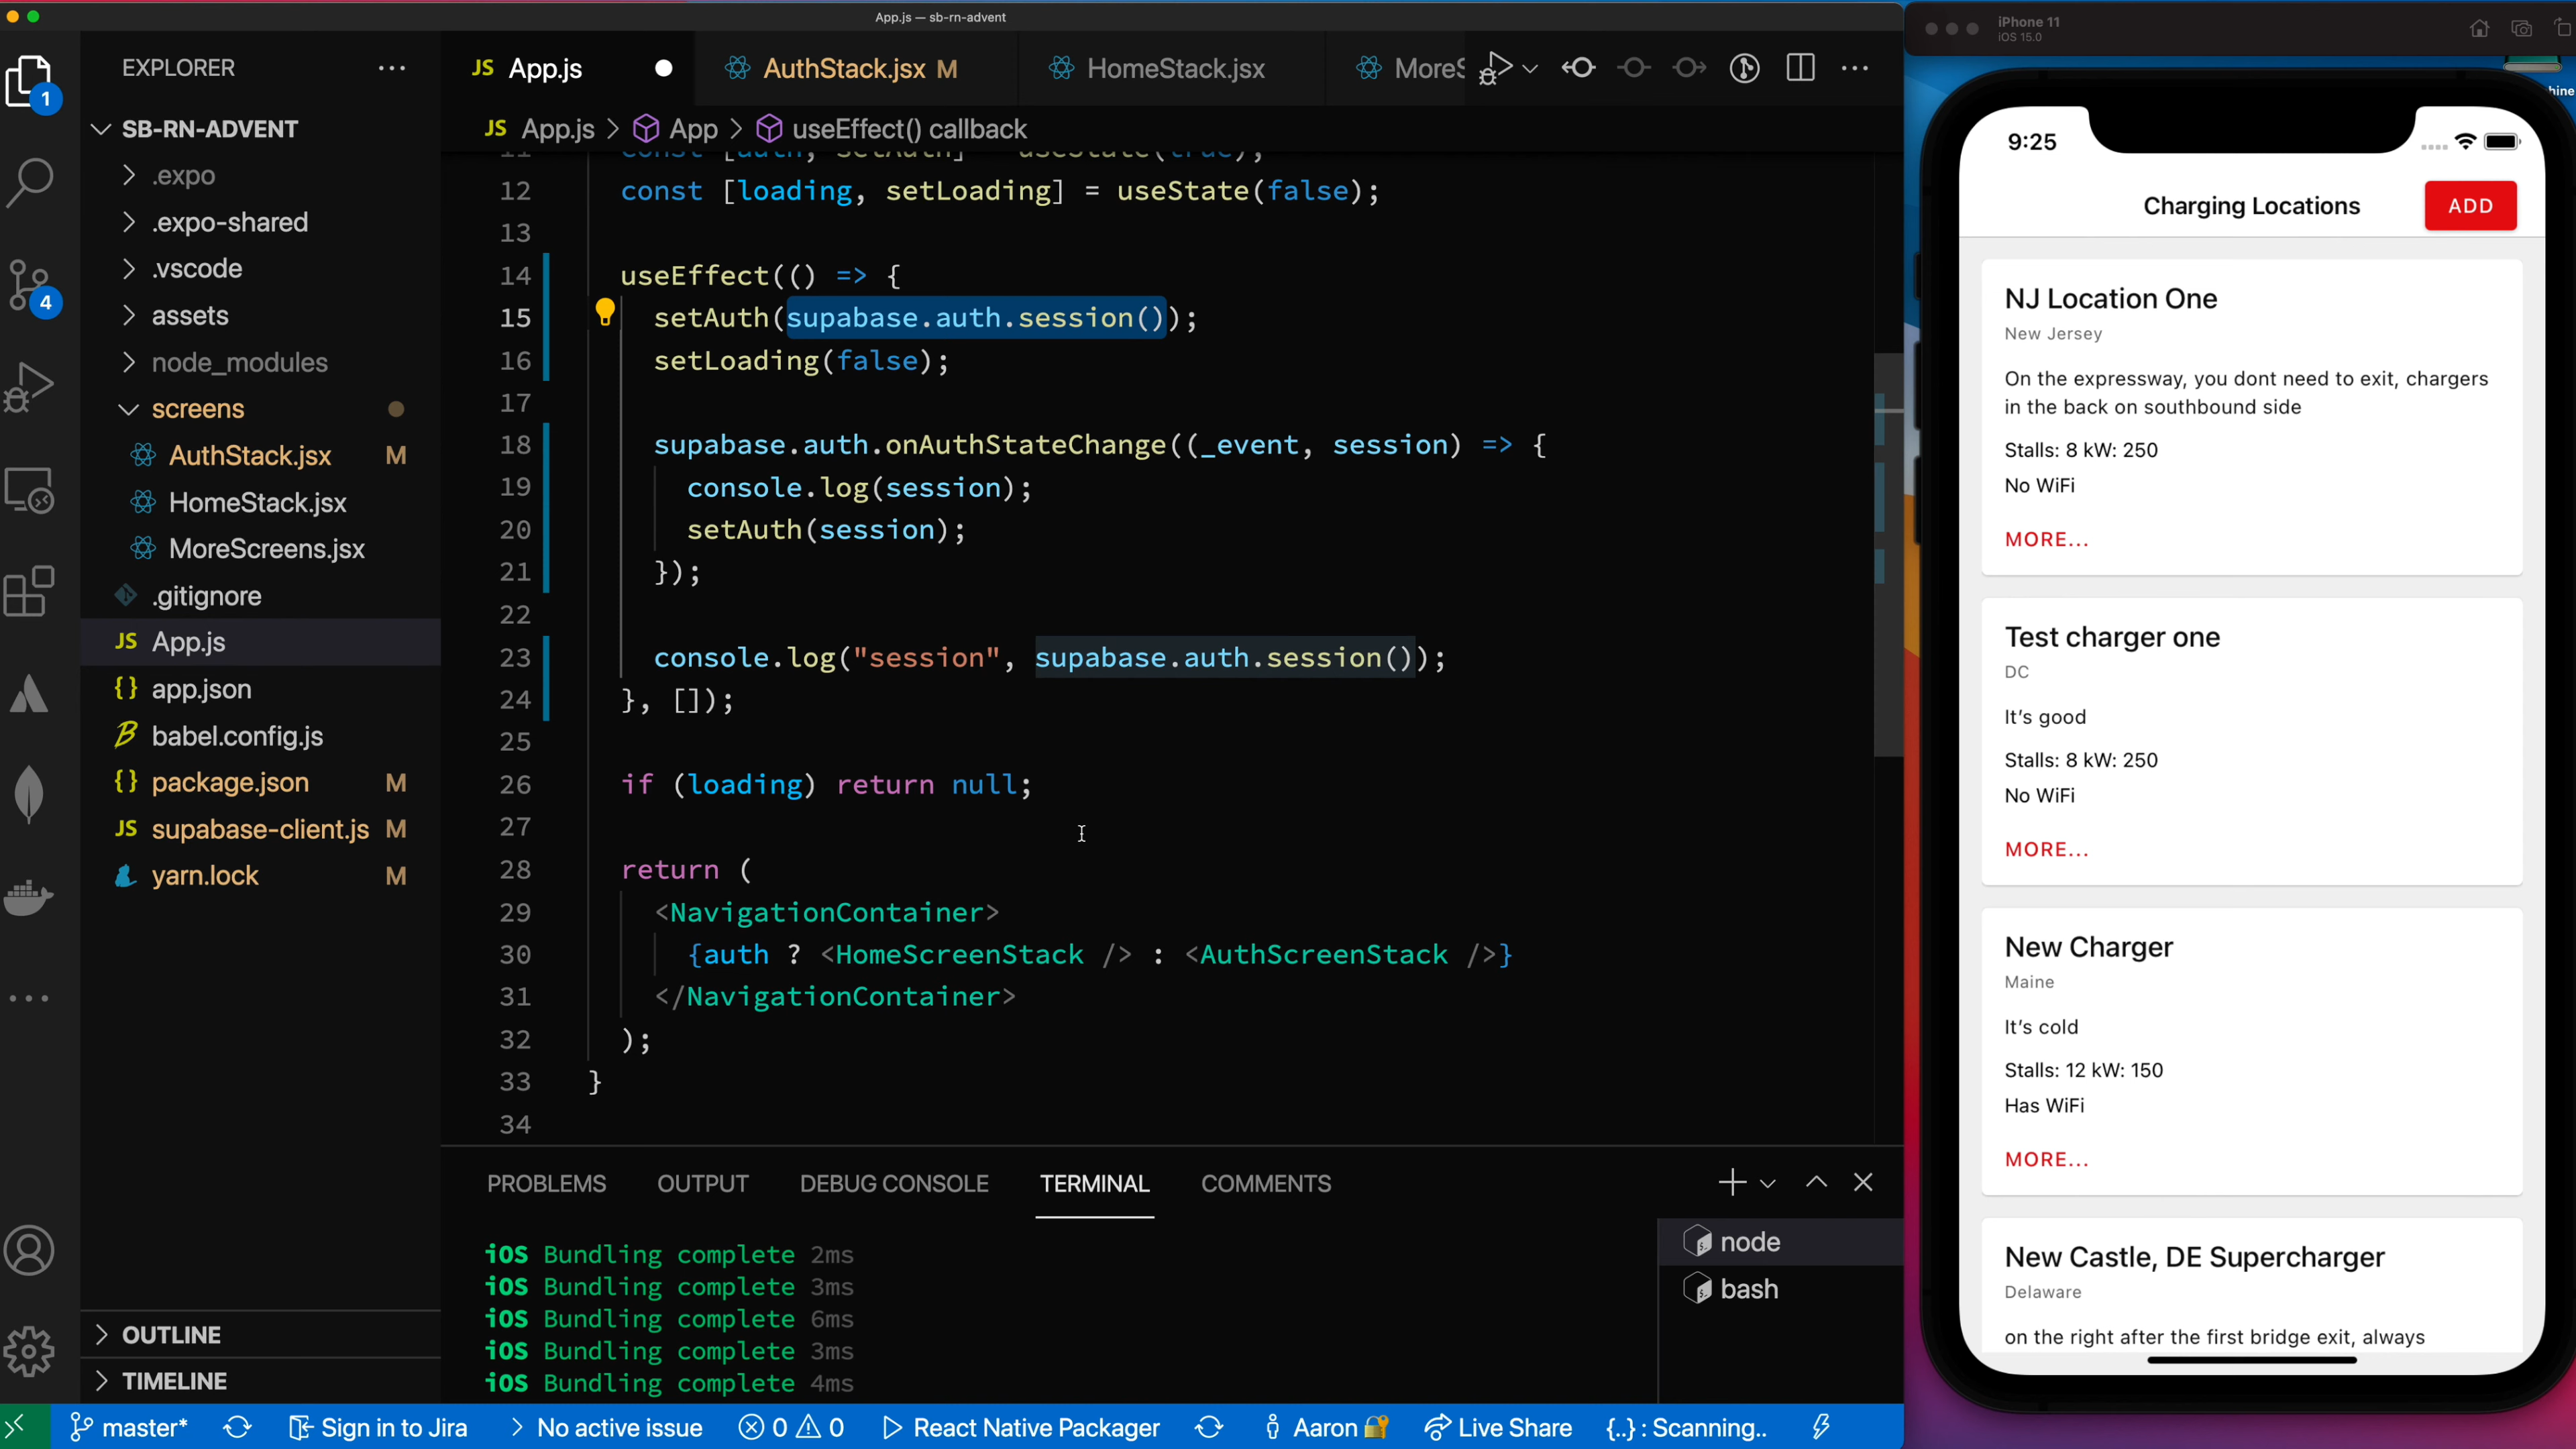 App.js — sb-rn-advent
EXPLORER
SB-RN-ADVENT
.expo
.expo-shared
.vscode
assets
node_modules
screens
AuthStack.jsx M
HomeStack.jsx
MoreScreens.jsx
.gitignore
JS App.js
{} app.json
babel.config.js
{} package.json M
JS supabase-client.js M
yarn.lock M
OUTLINE
TIMELINE
1
4
JS App.js
AuthStack.jsx M
HomeStack.jsx
MoreS
JS App.js > App > useEffect() callback
11 const [auth, setAuth] = useState(true);
12 const [loading, setLoading] = useState(false);
13
14 useEffect(() => {
15 setAuth(supabase.auth.session());
16 setLoading(false);
17
18 supabase.auth.onAuthStateChange((_event, session) => {
19 console.log(session);
20 setAuth(session);
21 });
22
23 console.log("session", supabase.auth.session());
24 }, []);
25
26 if (loading) return null;
27
28 return (
29 <NavigationContainer>
30 {auth ? <HomeScreenStack /> : <AuthScreenStack />}
31 </NavigationContainer>
32 );
33 }
34
PROBLEMS OUTPUT DEBUG CONSOLE TERMINAL COMMENTS
iOS Bundling complete 2ms
iOS Bundling complete 3ms
iOS Bundling complete 6ms
iOS Bundling complete 3ms
iOS Bundling complete 4ms
node
bash
master* Sign in to Jira No active issue 0 0 React Native Packager Aaron Live Share {..} : Scanning..
iPhone 11
iOS 15.0
hine
9:25
Charging Locations
ADD
NJ Location One
New Jersey
On the expressway, you dont need to exit, chargers
in the back on southbound side
Stalls: 8 kW: 250
No WiFi
MORE...
Test charger one
DC
It's good
Stalls: 8 kW: 250
No WiFi
MORE...
New Charger
Maine
It's cold
Stalls: 12 kW: 150
Has WiFi
MORE...
New Castle, DE Supercharger
Delaware
on the right after the first bridge exit, always